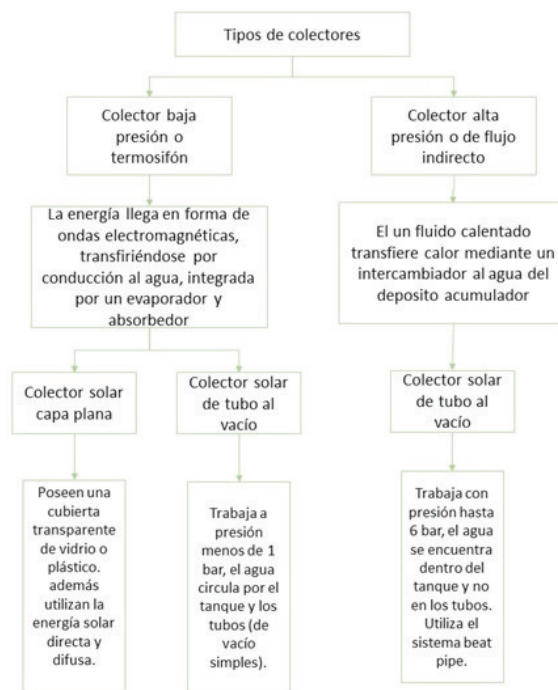 Tipos de colectores
Colector baja
presión o
termosifón
Colector alta
presión o de flujo
indirecto
La energía llega en forma de
ondas electromagnéticas,
transfiriéndose por
conducción al agua, integrada
por un evaporador y
absorbedor
El un fluido calentado
transfiere calor mediante un
intercambiador al agua del
deposito acumulador
Colector solar
capa plana
Colector solar
de tubo al
vacío
Colector solar
de tubo al
vacío
Poseen una
cubierta
transparente
de vidrio o
plástico.
además
utilizan la
energía solar
directa y
difusa.
Trabaja a
presión
menos de 1
bar, el agua
circula por el
tanque y los
tubos (de
vacío
simples).
Trabaja con
presión hasta
6 bar, el agua
se encuentra
dentro del
tanque y no
en los tubos.
Utiliza el
sistema beat
pipe.